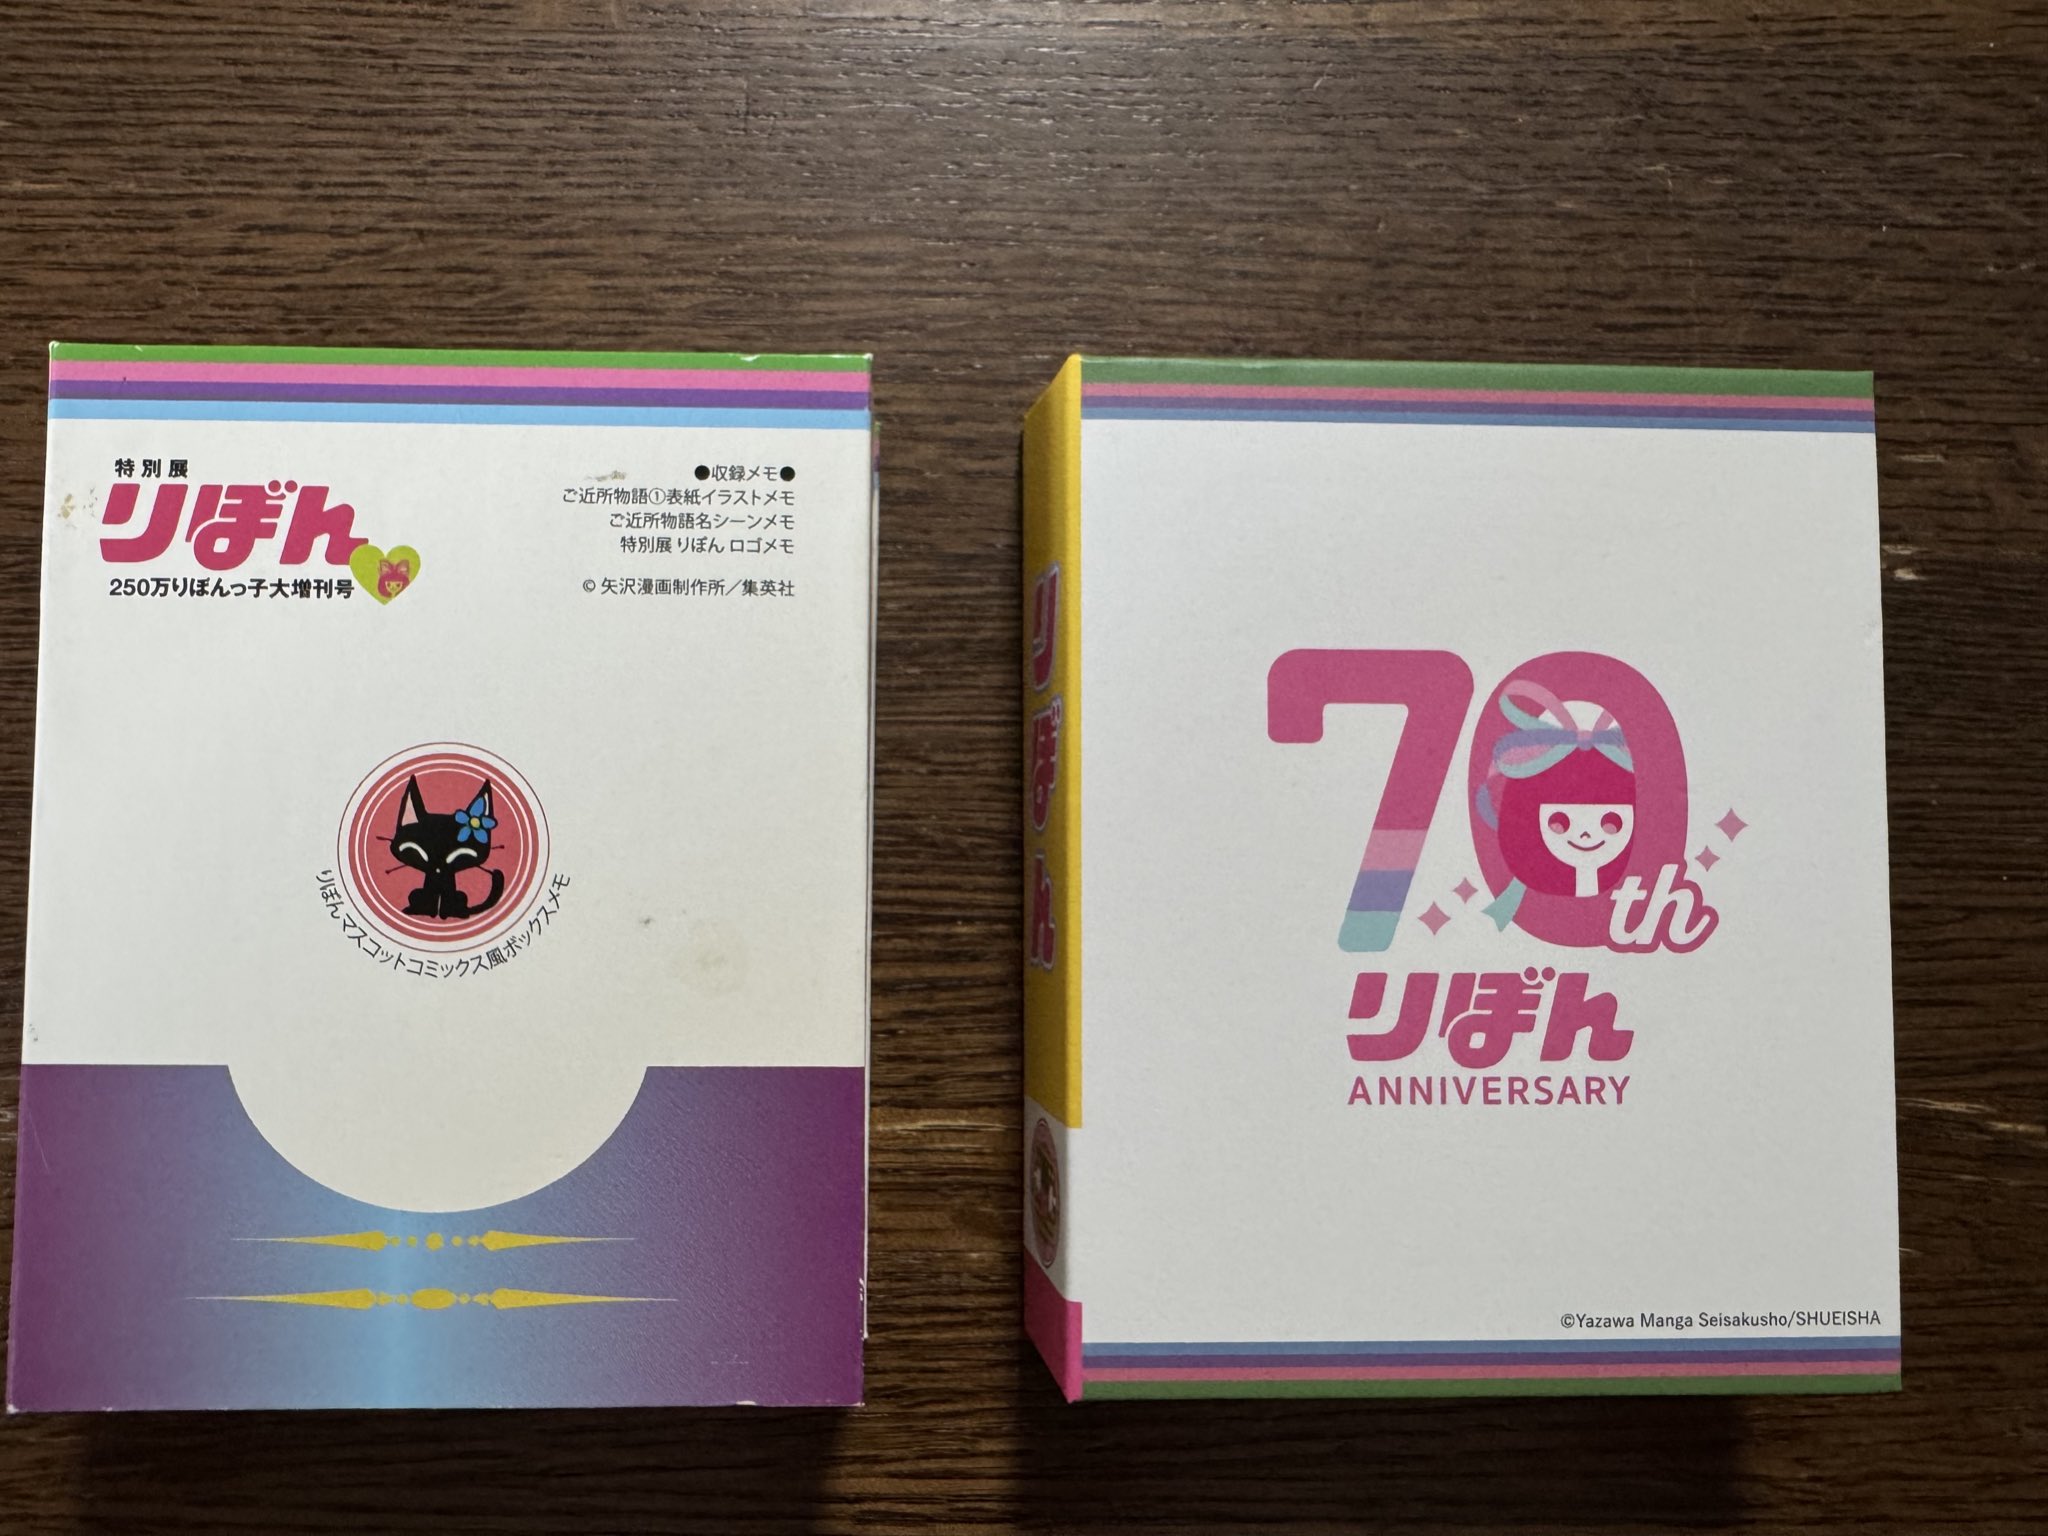 特別展
りぼん
250万りぼんっ子大増刊号
●収録メモ●
ご近所物語①表紙イラストメモ
ご近所物語名シーンメモ
特別展 りぼん ロゴメモ
© 矢沢漫画制作所／集英社
りぼんマスコットコミックス風ボックスメモ
りぼん
70th
りぼん
ANNIVERSARY
©Yazawa Manga Seisakusho/SHUEISHA